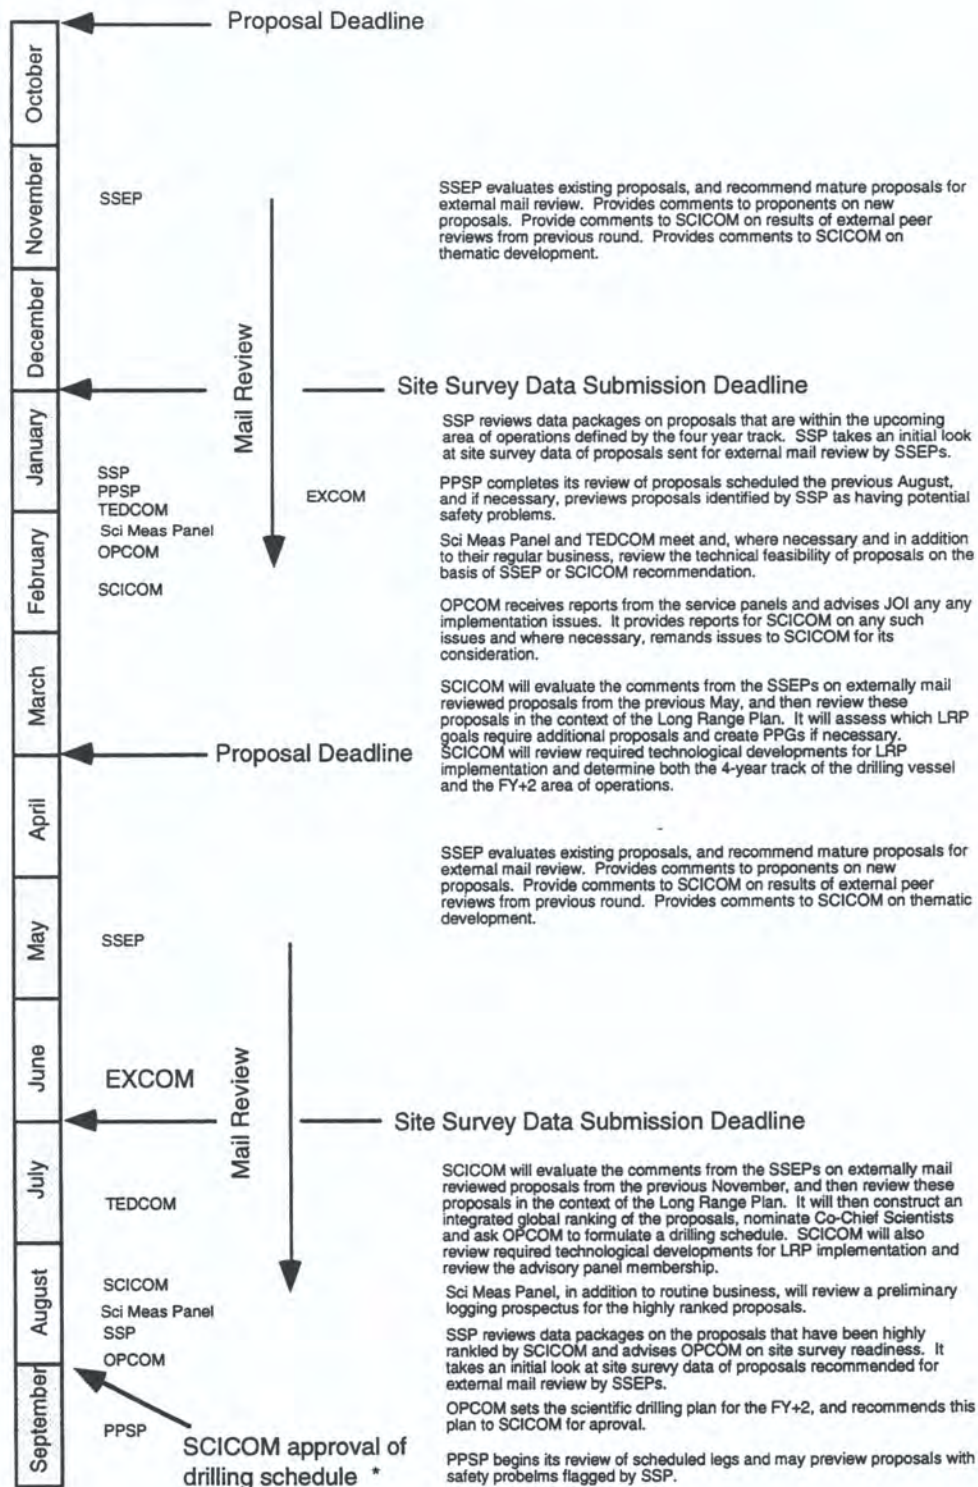 Proposal Deadline
October
November
SSEP
SSEP evaluates existing proposals, and recommend mature proposals for
external mail review. Provides comments to proponents on new
proposals. Provide comments to SCICOM on results of external peer
reviews from previous round. Provides comments to SCICOM on
thematic development.
December
Mail Review
Site Survey Data Submission Deadline
January
SSP reviews data packages on proposals that are within the upcoming
area of operations defined by the four year track. SSP takes an initial look
at site survey data of proposals sent for external mail review by SSEPs.
SSP
PPSP
TEDCOM
EXCOM
PPSP completes its review of proposals scheduled the previous August,
and if necessary, previews proposals identified by SSP as having potential
safety problems.
February
Sci Meas Panel
OPCOM
SCICOM
Sci Meas Panel and TEDCOM meet and, where necessary and in addition
to their regular business, review the technical feasibility of proposals on the
basis of SSEP or SCICOM recommendation.
OPCOM receives reports from the service panels and advises JOI any any
implementation issues. It provides reports for SCICOM on any such
issues and where necessary, remands issues to SCICOM for its
consideration.
March
SCICOM will evaluate the comments from the SSEPs on externally mail
reviewed proposals from the previous May, and then review these
proposals in the context of the Long Range Plan. It will assess which LRP
goals require additional proposals and create PPGs if necessary.
SCICOM will review required technological developments for LRP
implementation and determine both the 4-year track of the drilling vessel
and the FY+2 area of operations.
Proposal Deadline
April
SSEP evaluates existing proposals, and recommend mature proposals for
external mail review. Provides comments to proponents on new
proposals. Provide comments to SCICOM on results of external peer
reviews from previous round. Provides comments to SCICOM on thematic
development.
May
SSEP
June
EXCOM
Mail Review
Site Survey Data Submission Deadline
July
TEDCOM
SCICOM will evaluate the comments from the SSEPs on externally mail
reviewed proposals from the previous November, and then review these
proposals in the context of the Long Range Plan. It will then construct an
integrated global ranking of the proposals, nominate Co-Chief Scientists
and ask OPCOM to formulate a drilling schedule. SCICOM will also
review required technological developments for LRP implementation and
review the advisory panel membership.
August
SCICOM
Sci Meas Panel
SSP
OPCOM
Sci Meas Panel, in addition to routine business, will review a preliminary
logging prospectus for the highly ranked proposals.
SSP reviews data packages on the proposals that have been highly
rankled by SCICOM and advises OPCOM on site survey readiness. It
takes an initial look at site surevy data of proposals recommended for
external mail review by SSEPs.
September
PPSP
SCICOM approval of
drilling schedule *
OPCOM sets the scientific drilling plan for the FY+2, and recommends this
plan to SCICOM for aproval.
PPSP begins its review of scheduled legs and may preview proposals with
safety probelms flagged by SSP.